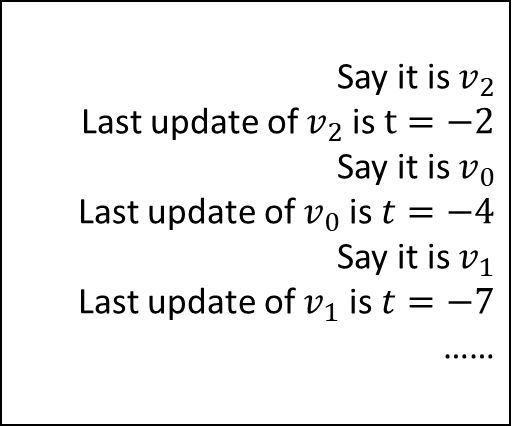 Say it is 𝑣₂
Last update of 𝑣₂ is t = −2
Say it is 𝑣₀
Last update of 𝑣₀ is 𝑡 = −4
Say it is 𝑣₁
Last update of 𝑣₁ is 𝑡 = −7
......